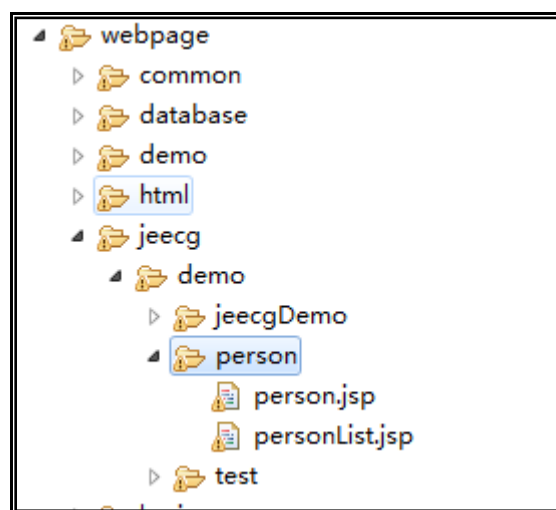 webpage
common
database
demo
html
jeecg
demo
jeecgDemo
person
person.jsp
personList.jsp
test